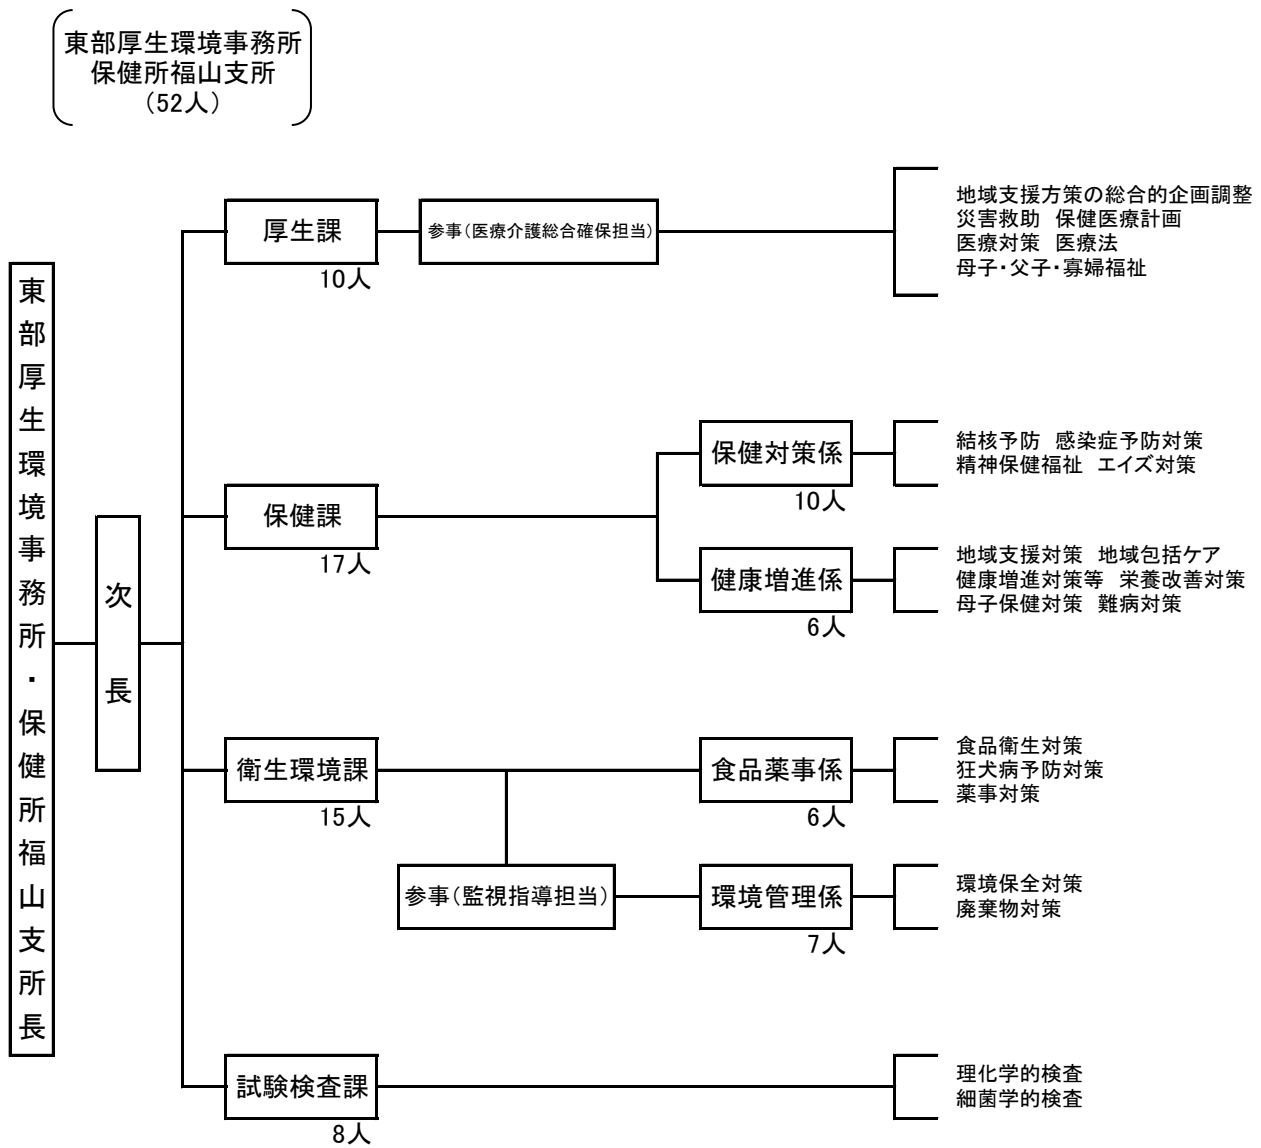 東部厚生環境事務所
保健所福山支所
(52人)
東部厚生環境事務所・保健所福山支所長
次長
厚生課
10人
参事(医療介護総合確保担当)
地域支援方策の総合的企画調整
災害救助 保健医療計画
医療対策 医療法
母子・父子・寡婦福祉
保健課
17人
保健対策係
10人
結核予防 感染症予防対策
精神保健福祉 エイズ対策
健康増進係
6人
地域支援対策 地域包括ケア
健康増進対策等 栄養改善対策
母子保健対策 難病対策
衛生環境課
15人
食品薬事係
6人
食品衛生対策
狂犬病予防対策
薬事対策
参事(監視指導担当)
環境管理係
7人
環境保全対策
廃棄物対策
試験検査課
8人
理化学的検査
細菌学的検査